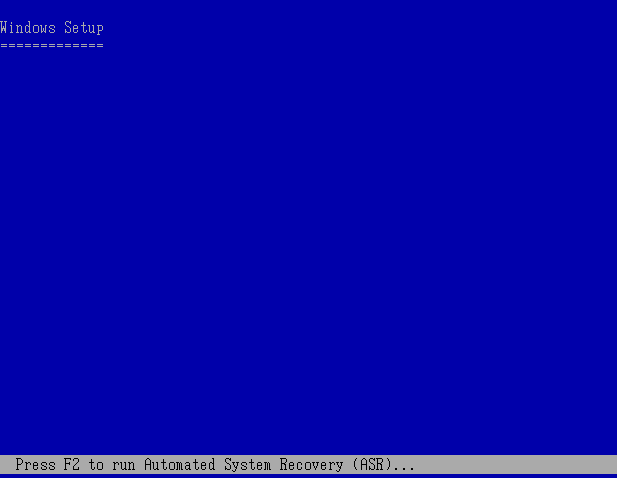 Windows Setup
=============
Press F2 to run Automated System Recovery (ASR)...